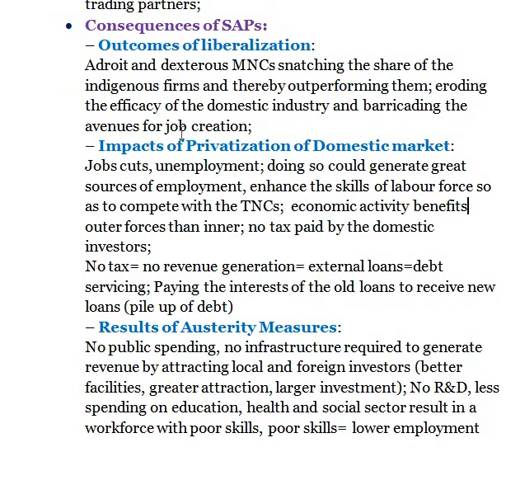 trading partners;
• Consequences of SAPs:
– Outcomes of liberalization:
Adroit and dexterous MNCs snatching the share of the
indigenous firms and thereby outperforming them; eroding
the efficacy of the domestic industry and barricading the
avenues for job creation;
– Impacts of Privatization of Domestic market:
Jobs cuts, unemployment; doing so could generate great
sources of employment, enhance the skills of labour force so
as to compete with the TNCs; economic activity benefits
outer forces than inner; no tax paid by the domestic
investors;
No tax= no revenue generation= external loans=debt
servicing; Paying the interests of the old loans to receive new
loans (pile up of debt)
– Results of Austerity Measures:
No public spending, no infrastructure required to generate
revenue by attracting local and foreign investors (better
facilities, greater attraction, larger investment); No R&D, less
spending on education, health and social sector result in a
workforce with poor skills, poor skills= lower employment